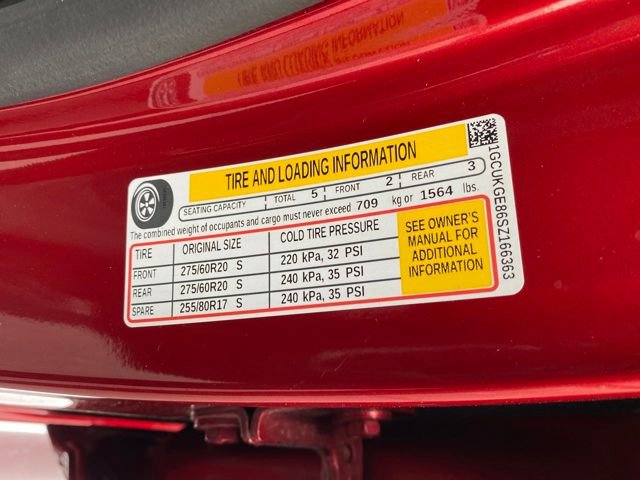 TIRE AND LOADING INFORMATION
SEATING CAPACITY TOTAL 5 FRONT 2 REAR 3
The combined weight of occupants and cargo must never exceed 709 kg or 1564 lbs.
TIRE ORIGINAL SIZE COLD TIRE PRESSURE
FRONT 275/60R20 S 220 kPa, 32 PSI
REAR 275/60R20 S 240 kPa, 35 PSI
SPARE 255/80R17 S 240 kPa, 35 PSI
SEE OWNER'S
MANUAL FOR
ADDITIONAL
INFORMATION
1GCUKGE86SZ166363